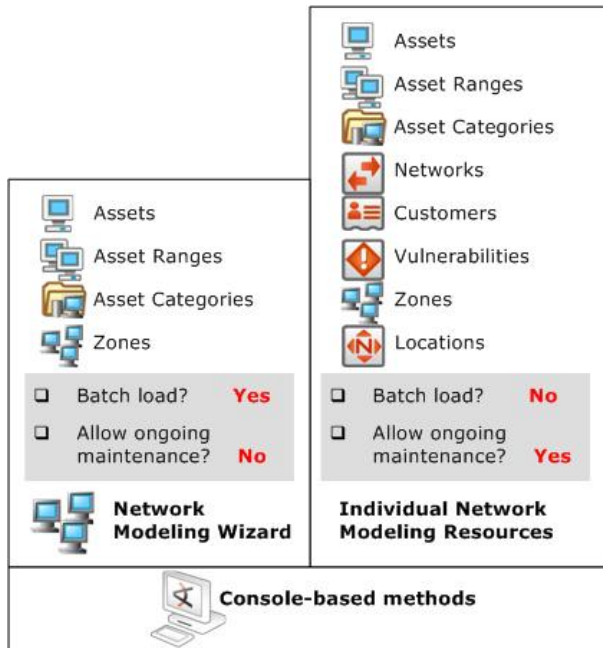 Assets
Asset Ranges
Asset Categories
Zones
Batch load? Yes
Allow ongoing
maintenance? No
Network
Modeling Wizard
Assets
Asset Ranges
Asset Categories
Networks
Customers
Vulnerabilities
Zones
N
Locations
Batch load? No
Allow ongoing
maintenance? Yes
Individual Network
Modeling Resources
Console-based methods